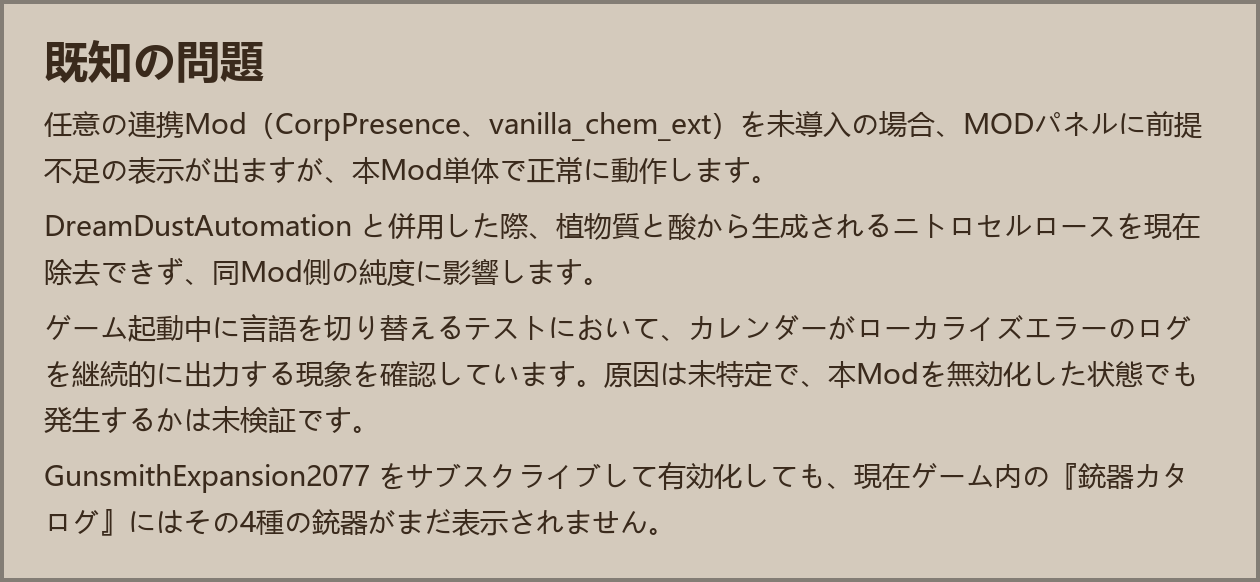 既知の問題
任意の連携Mod（CorpPresence、vanilla_chem_ext）を未導入の場合、MODパネルに前提
不足の表示が出ますが、本Mod単体で正常に動作します。
DreamDustAutomation と併用した際、植物質と酸から生成されるニトロセルロースを現在
除去できず、同Mod側の純度に影響します。
ゲーム起動中に言語を切り替えるテストにおいて、カレンダーがローカライズエラーのログ
を継続的に出力する現象を確認しています。原因は未特定で、本Modを無効化した状態でも
発生するかは未検証です。
GunsmithExpansion2077 をサブスクライブして有効化しても、現在ゲーム内の『銃器カタ
ログ』にはその4種の銃器がまだ表示されません。